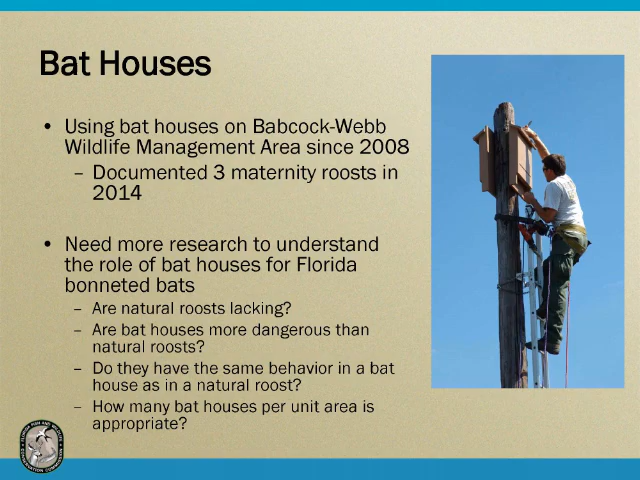 Bat Houses
• Using bat houses on Babcock-Webb
Wildlife Management Area since 2008
– Documented 3 maternity roosts in
2014
• Need more research to understand
the role of bat houses for Florida
bonneted bats
– Are natural roosts lacking?
– Are bat houses more dangerous than
natural roosts?
– Do they have the same behavior in a bat
house as in a natural roost?
– How many bat houses per unit area is
appropriate?